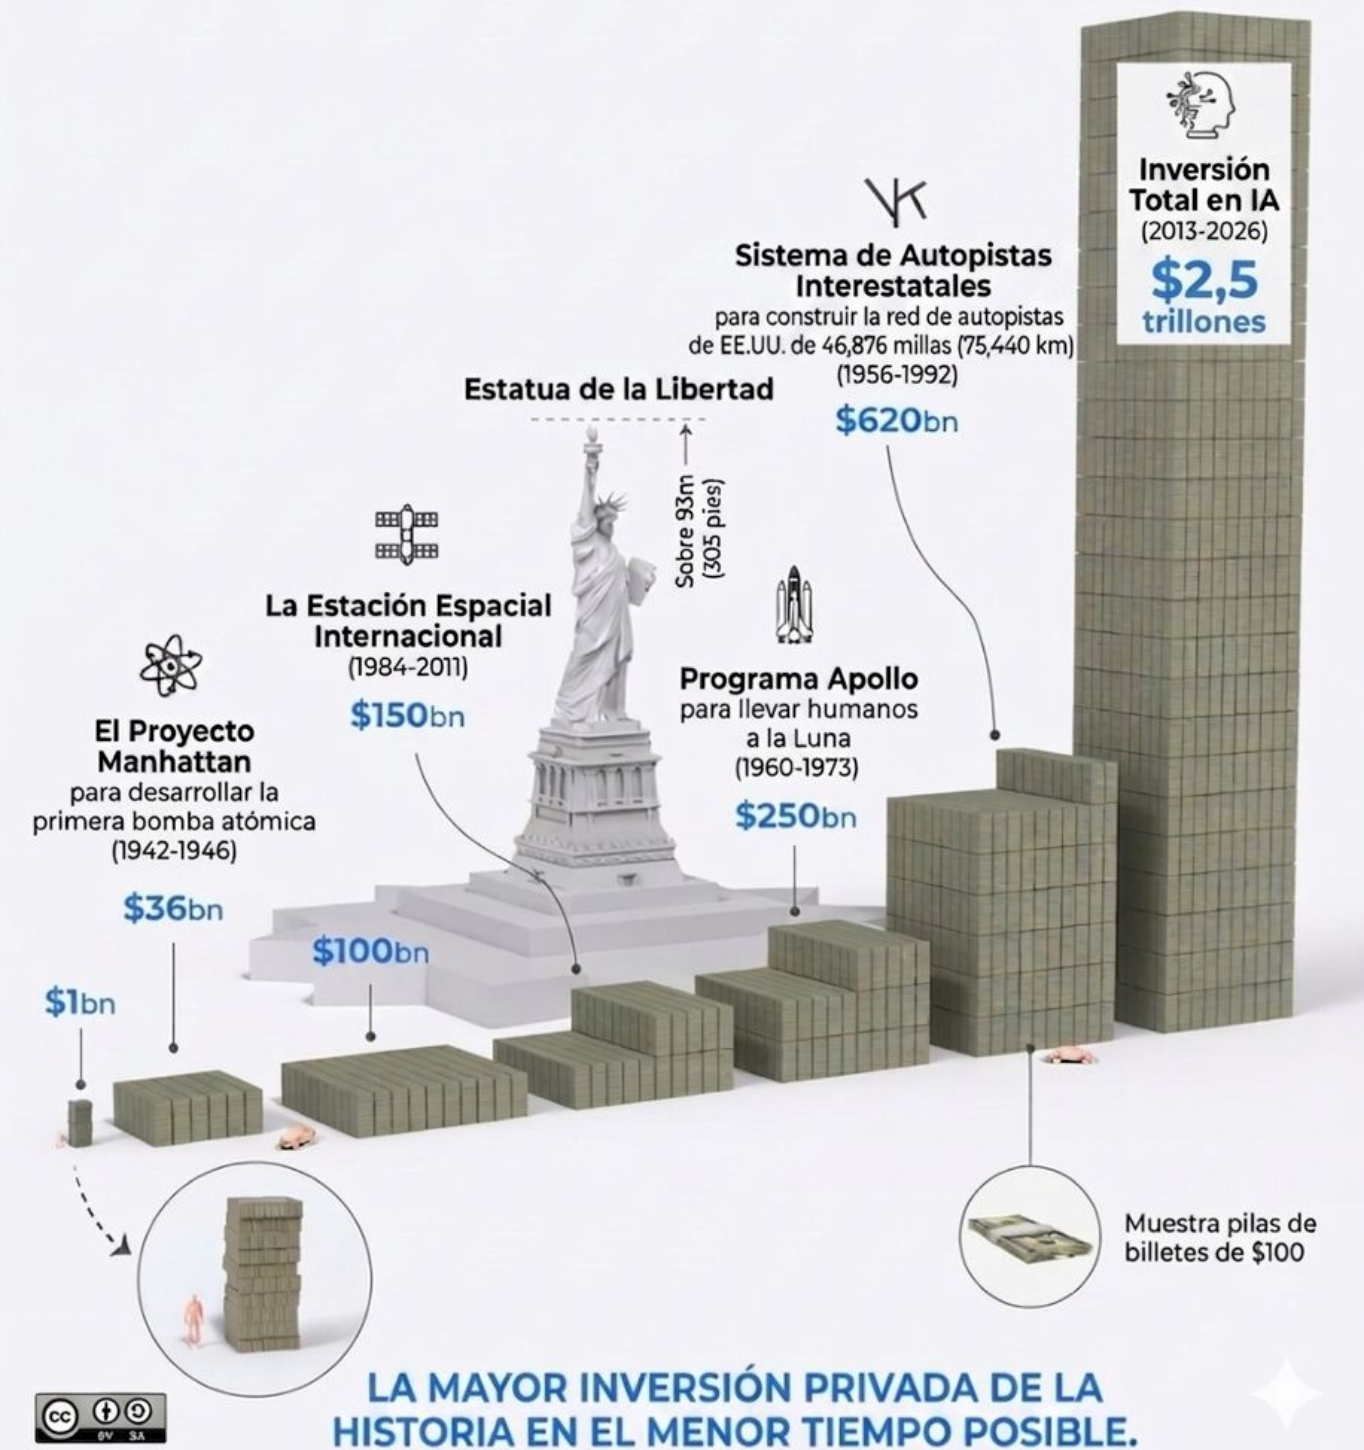 Inversión
Total en IA
(2013-2026)
$2,5
trillones
Sistema de Autopistas
Interestatales
para construir la red de autopistas
de EE.UU. de 46,876 millas (75,440 km)
(1956-1992)
$620bn
Estatua de la Libertad
Sobre 93m
(305 pies)
La Estación Espacial
Internacional
(1984-2011)
$150bn
Programa Apollo
para llevar humanos
a la Luna
(1960-1973)
$250bn
El Proyecto
Manhattan
para desarrollar la
primera bomba atómica
(1942-1946)
$36bn
$100bn
$1bn
Muestra pilas de
billetes de $100
LA MAYOR INVERSIÓN PRIVADA DE LA
HISTORIA EN EL MENOR TIEMPO POSIBLE.
cc
SA